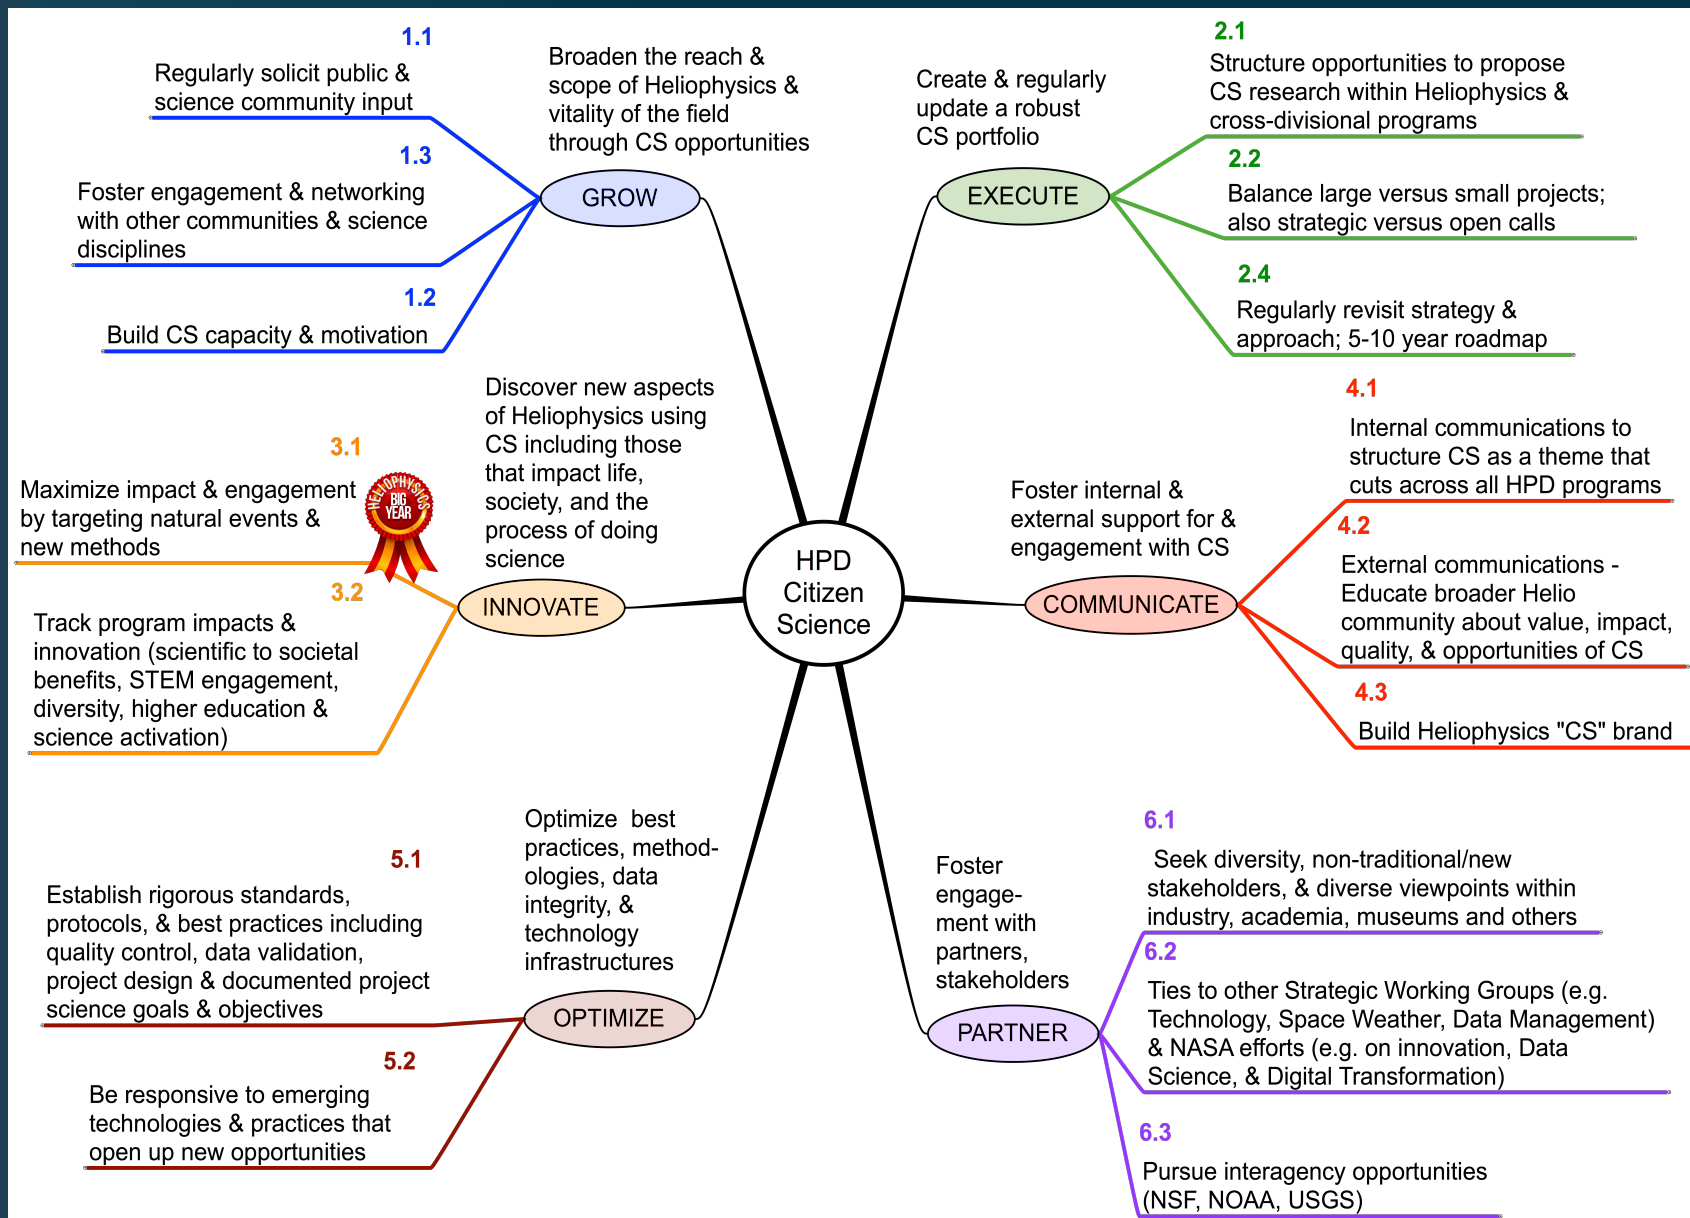 1.1
Regularly solicit public &
science community input
1.3
Foster engagement & networking
with other communities & science
disciplines
1.2
Build CS capacity & motivation
Broaden the reach &
scope of Heliophysics &
vitality of the field
through CS opportunities
GROW
Create & regularly
update a robust
CS portfolio
EXECUTE
2.1
Structure opportunities to propose
CS research within Heliophysics &
cross-divisional programs
2.2
Balance large versus small projects;
also strategic versus open calls
2.4
Regularly revisit strategy &
approach; 5-10 year roadmap
3.1
Maximize impact & engagement
by targeting natural events &
new methods
HELIOPHYSICS
BIG
YEAR
3.2
Track program impacts &
innovation (scientific to societal
benefits, STEM engagement,
diversity, higher education &
science activation)
Discover new aspects
of Heliophysics using
CS including those
that impact life,
society, and the
process of doing
science
INNOVATE
HPD
Citizen
Science
Foster internal &
external support for &
engagement with CS
COMMUNICATE
4.1
Internal communications to
structure CS as a theme that
cuts across all HPD programs
4.2
External communications -
Educate broader Helio
community about value, impact,
quality, & opportunities of CS
4.3
Build Heliophysics "CS" brand
5.1
Establish rigorous standards,
protocols, & best practices including
quality control, data validation,
project design & documented project
science goals & objectives
5.2
Be responsive to emerging
technologies & practices that
open up new opportunities
Optimize best
practices, method-
ologies, data
integrity, &
technology
infrastructures
OPTIMIZE
Foster
engage-
ment with
partners,
stakeholders
PARTNER
6.1
Seek diversity, non-traditional/new
stakeholders, & diverse viewpoints within
industry, academia, museums and others
6.2
Ties to other Strategic Working Groups (e.g.
Technology, Space Weather, Data Management)
& NASA efforts (e.g. on innovation, Data
Science, & Digital Transformation)
6.3
Pursue interagency opportunities
(NSF, NOAA, USGS)